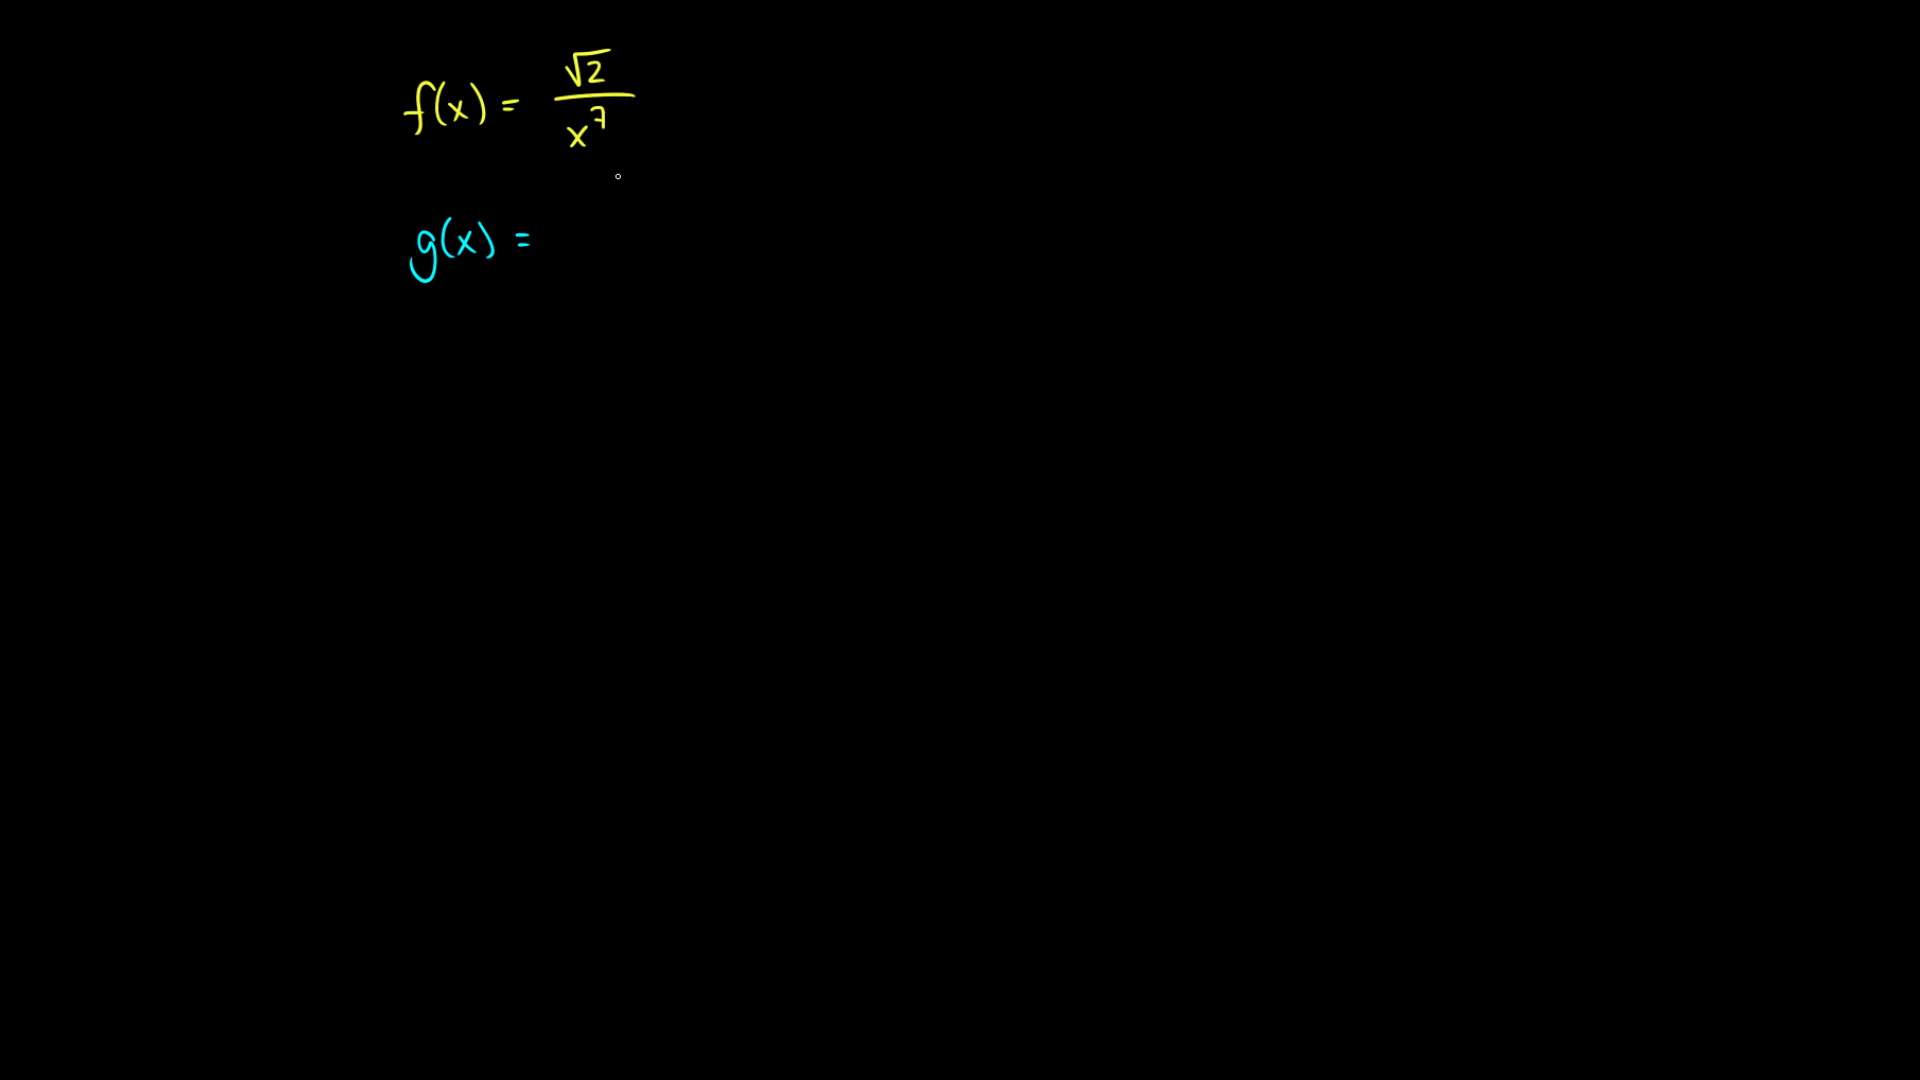 f(x) = √2 / x⁷
g(x) =